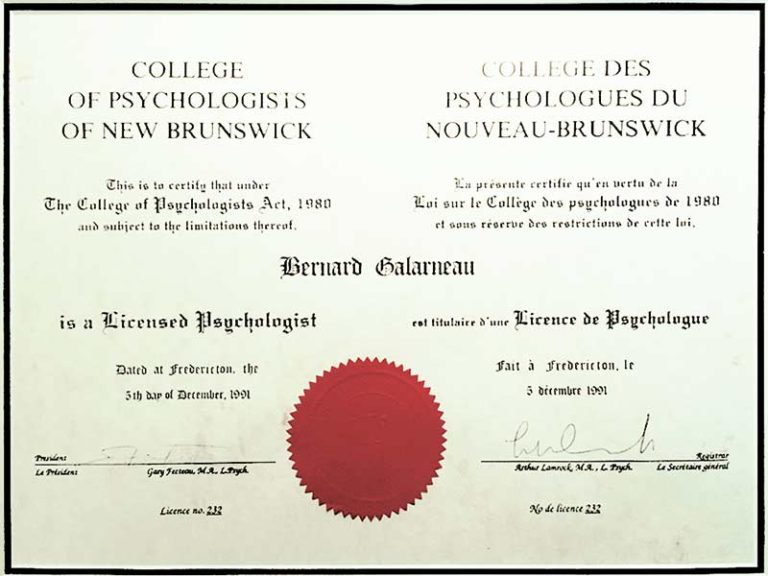 COLLEGE
OF PSYCHOLOGISTS
OF NEW BRUNSWICK
This is to certify that under
The College of Psychologists Act, 1980
and subject to the limitations thereof,
COLLEGE DES
PSYCHOLOGUES DU
NOUVEAU-BRUNSWICK
La présente certifie qu'en vertu de la
Loi sur le Collège des psychologues de 1980
et sous réserve des restrictions de cette loi,
Bernard Galarneau
is a Licensed Psychologist
est titulaire d'une Licence de Psychologue
Dated at Fredericton, the
5th day of December, 1991
Fait à Fredericton, le
5 décembre 1991
President
Le Président Gary Fecteau, M.A., L.Psych.
Registrar
Arthur Lamrock, M.A., L. Psych. Le Secrétaire général
Licence no. 232
No de licence 232